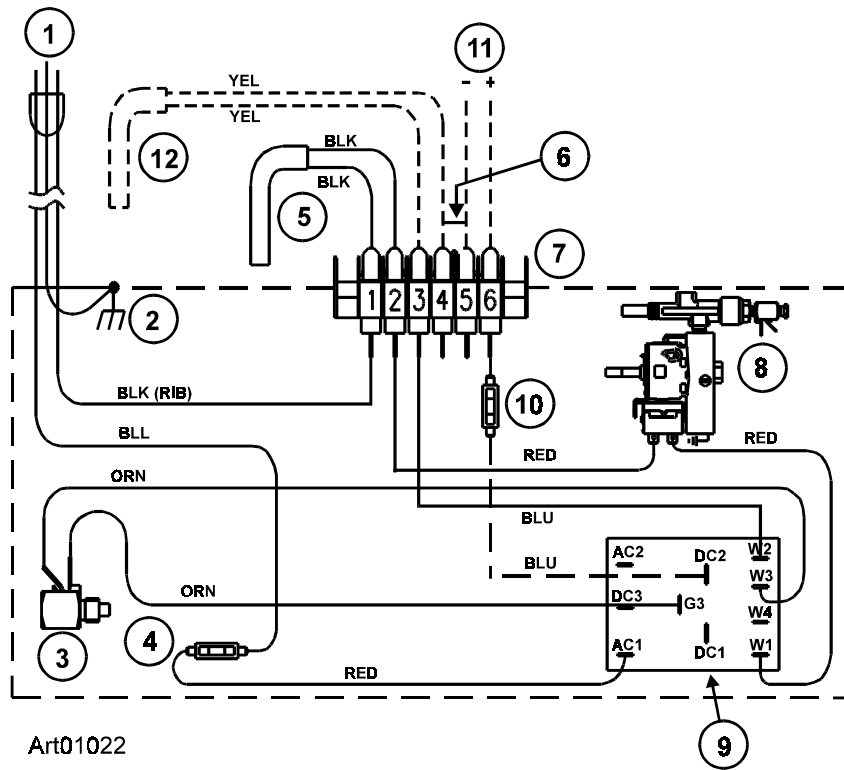 1
11
- +
YEL
YEL
12
BLK
BLK
6
5
7
1 2 3 4 5 6
2
8
BLK (RIB)
10
BLL
RED
RED
ORN
BLU
BLU
AC2
DC2
W2
W3
ORN
DC3
G3
W4
3
4
AC1
DC1
W1
RED
9
Art01022